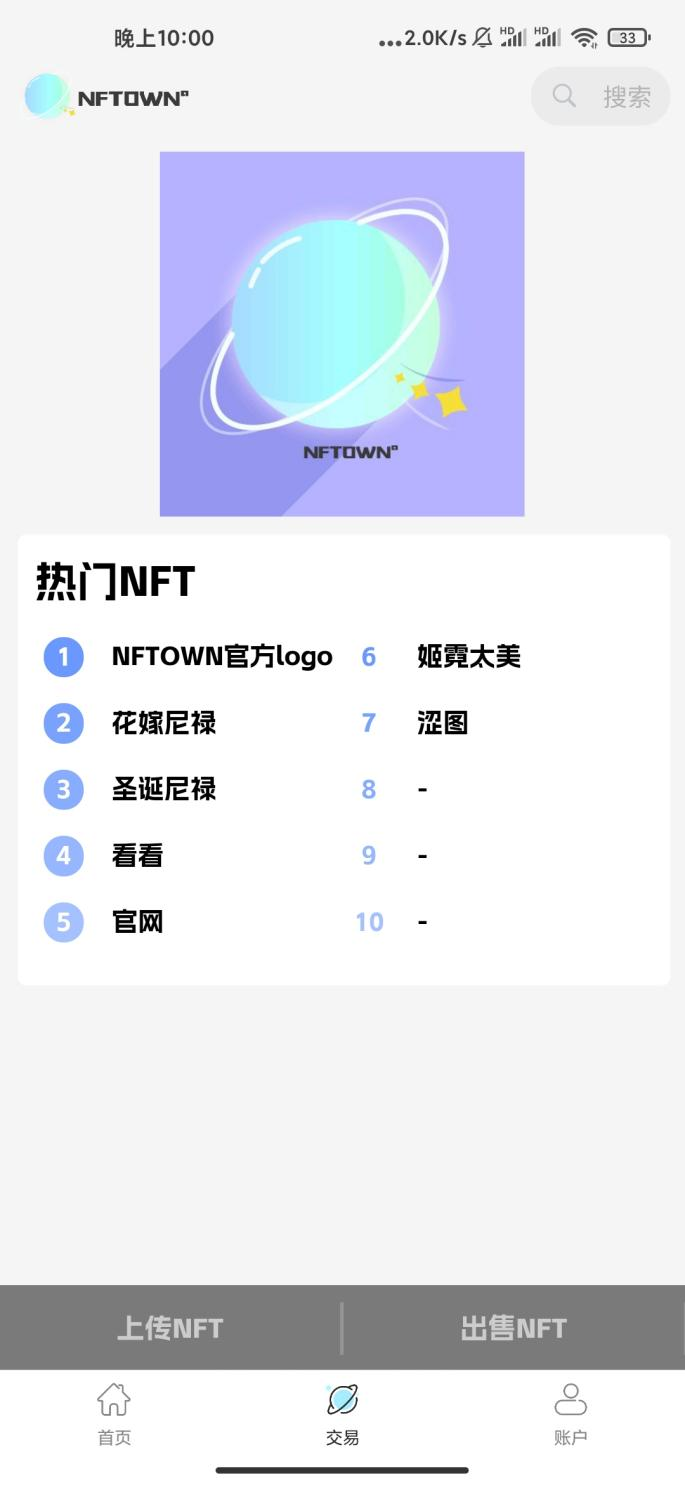 晚上10:00
...2.0K/s HD HD 33
NFTOWN
搜索
NFTOWN
热门NFT
1 NFTOWN官方logo 6 姬霓太美
2 花嫁尼禄 7 涩图
3 圣诞尼禄 8 -
4 看看 9 -
5 官网 10 -
上传NFT 出售NFT
首页 交易 账户